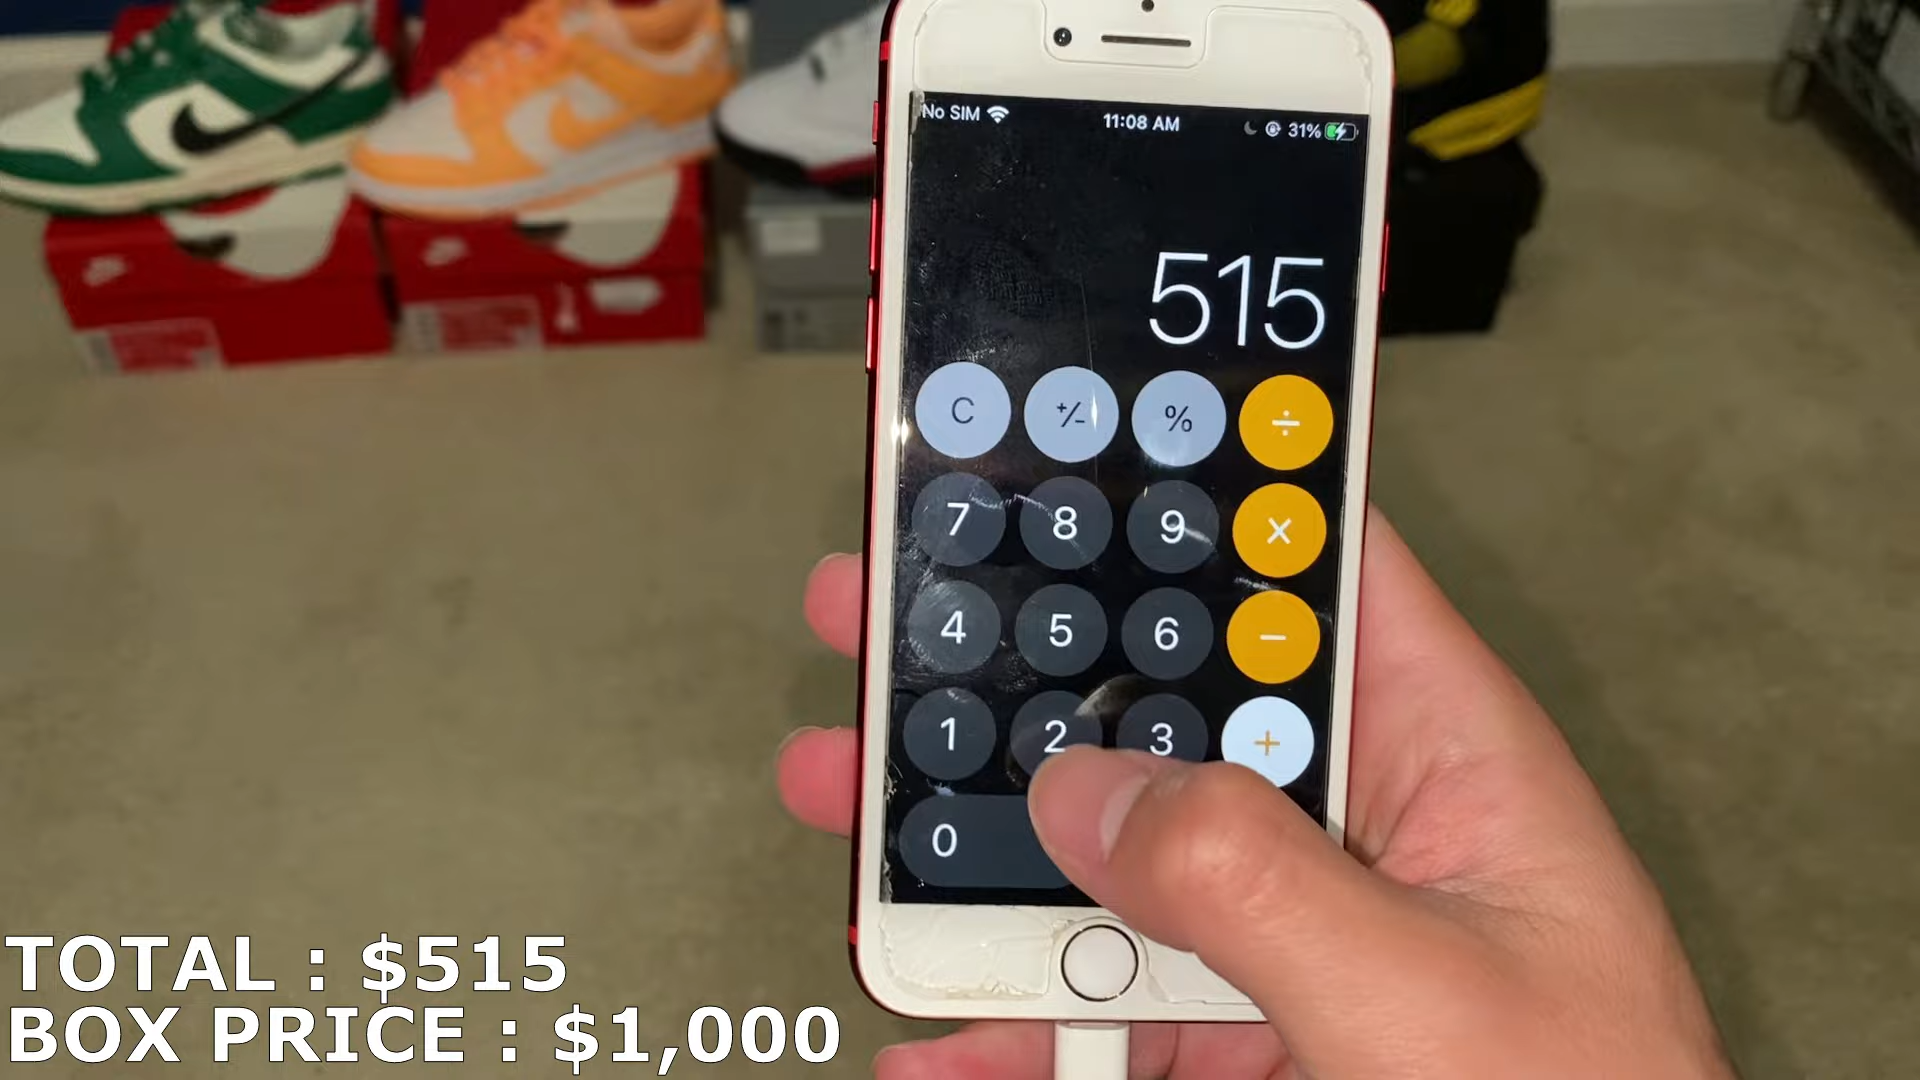 No SIM 11:08 AM 31%
515
C +/- % ÷
7 8 9 ×
4 5 6 −
1 2 3 +
0
TOTAL : $515
BOX PRICE : $1,000